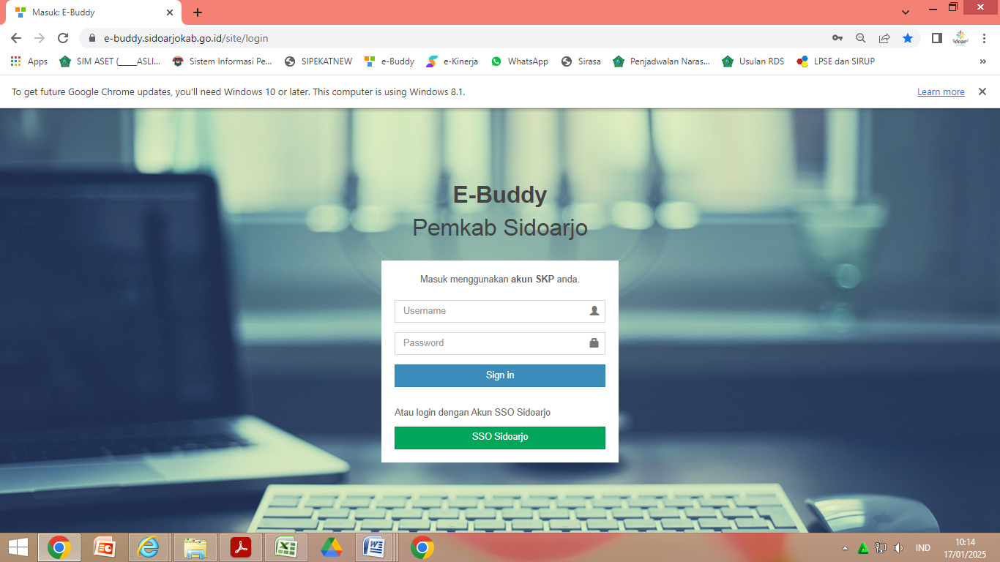 Masuk: E-Buddy
e-buddy.sidoarjokab.go.id/site/login
Apps SIM ASET (____ASLI... Sistem Informasi Pe... SIPEKATNEW e-Buddy e-Kinerja WhatsApp Sirasa Penjadwalan Naras... Usulan RDS LPSE dan SIRUP »
To get future Google Chrome updates, you'll need Windows 10 or later. This computer is using Windows 8.1. Learn more
E-Buddy
Pemkab Sidoarjo
Masuk menggunakan akun SKP anda.
Username
Password
Sign in
Atau login dengan Akun SSO Sidoarjo
SSO Sidoarjo
IND
10:14
17/01/2025